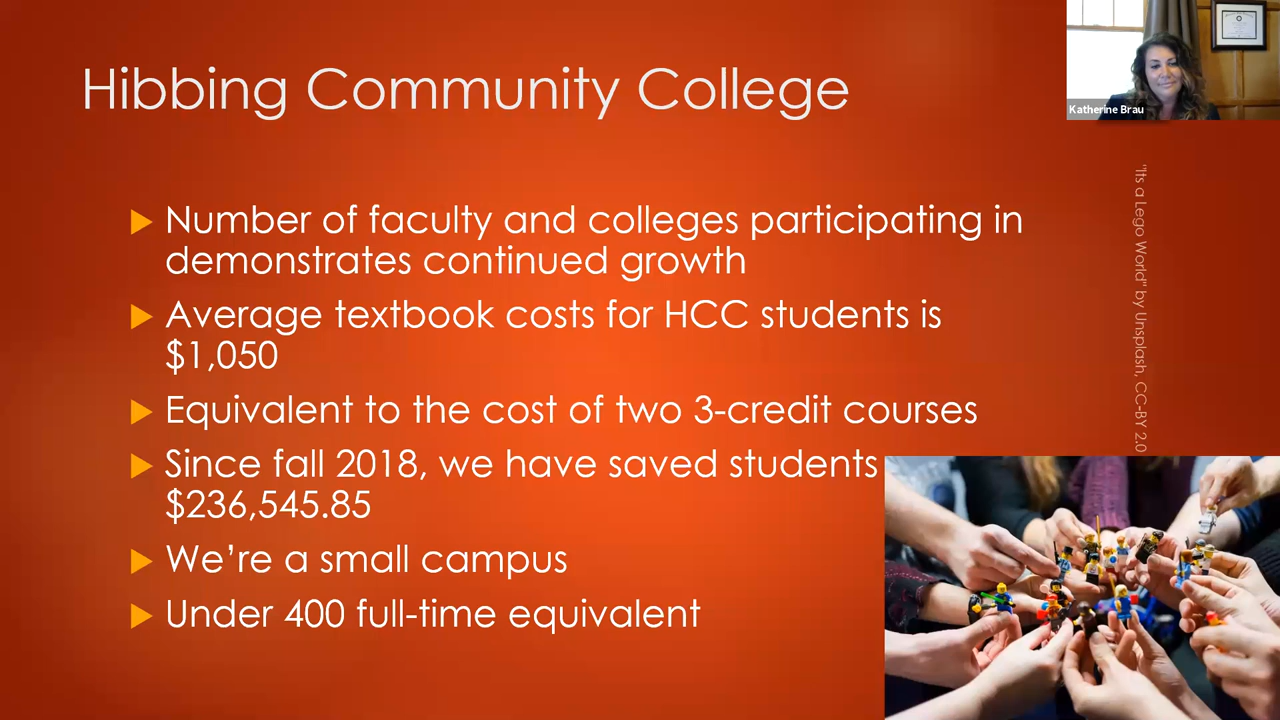 Hibbing Community College
Katherine Brau
Number of faculty and colleges participating in
demonstrates continued growth
Average textbook costs for HCC students is
$1,050
Equivalent to the cost of two 3-credit courses
Since fall 2018, we have saved students
$236,545.85
We’re a small campus
Under 400 full-time equivalent
"Its a Lego World" by Unsplash, CC-BY 2.0